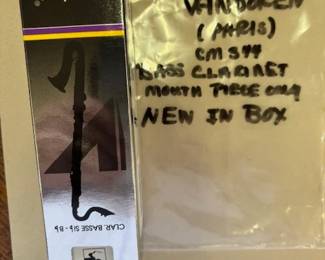 VANDOREN
(PARIS)
CM 344
BASS CLARINET
MOUTH PIECE ONLY
NEW IN BOX
CLAR. BASSE SI♭ - B♭